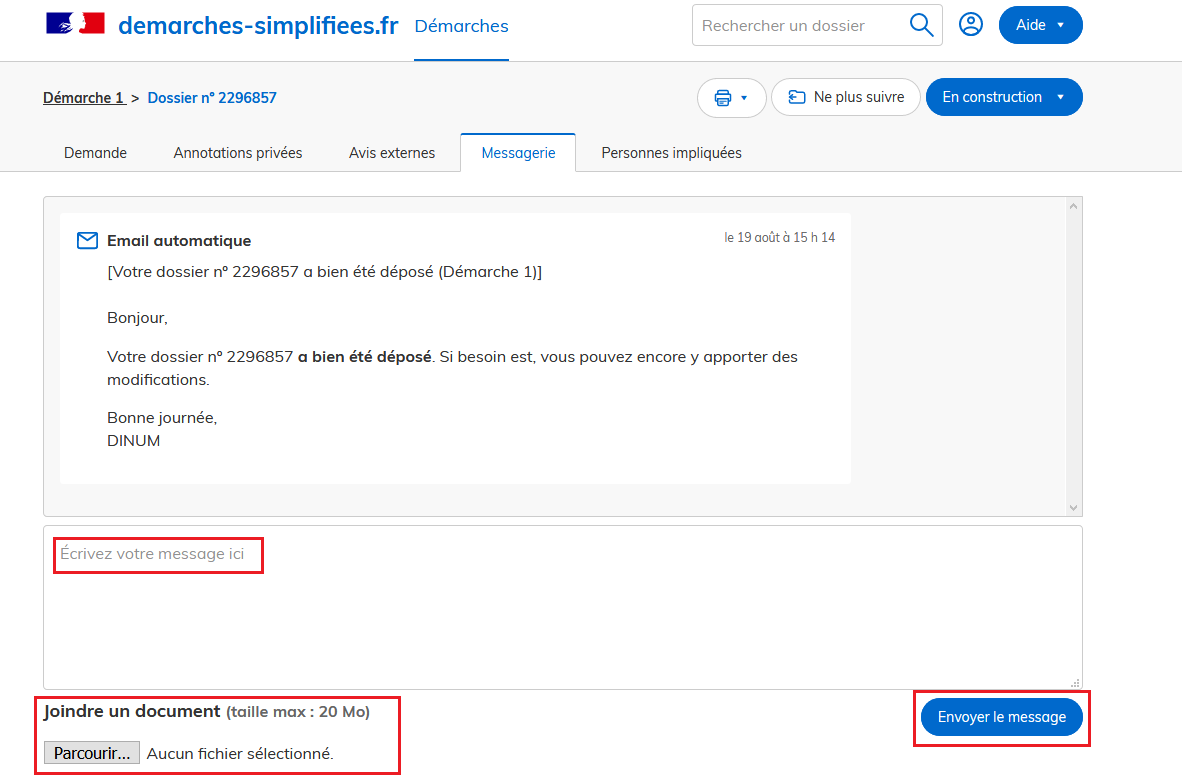 demarches-simplifiees.fr Démarches Rechercher un dossier Aide
Démarche 1 > Dossier nº 2296857 Ne plus suivre En construction
Demande Annotations privées Avis externes Messagerie Personnes impliquées
Email automatique le 19 août à 15 h 14
[Votre dossier nº 2296857 a bien été déposé (Démarche 1)]
Bonjour,
Votre dossier nº 2296857 a bien été déposé. Si besoin est, vous pouvez encore y apporter des
modifications.
Bonne journée,
DINUM
Écrivez votre message ici
Joindre un document (taille max : 20 Mo) Envoyer le message
Parcourir... Aucun fichier sélectionné.